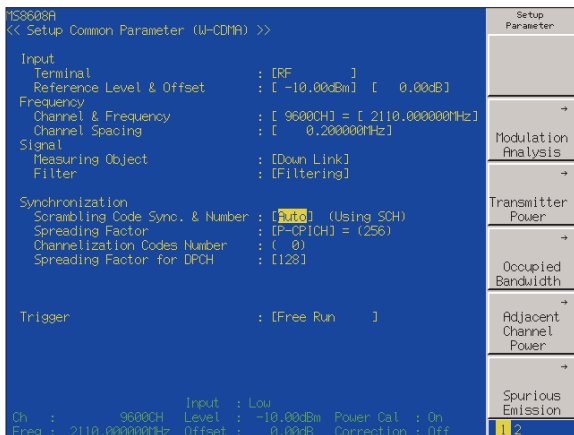 MS8608A
<< Setup Common Parameter (W-CDMA) >>
Input
Terminal : [RF ]
Reference Level & Offset : [ -10.00dBm] [ 0.00dB]
Frequency
Channel & Frequency : [ 9600CH] = [ 2110.000000MHz]
Channel Spacing : [ 0.200000MHz]
Signal
Measuring Object : [Down Link]
Filter : [Filtering]
Synchronization
Scrambling Code Sync. & Number : [Auto] (Using SCH)
Spreading Factor : [P-CPICH] = (256)
Channelization Codes Number : ( 0)
Spreading Factor for DPCH : [128]
Trigger : [Free Run ]
Input : Low
Ch : 9600CH Level : -10.00dBm Power Cal : On
Freq : 2110.000000MHz Offset : 0.00dB Correction : Off
Setup
Parameter
→
Modulation
Analysis
→
Transmitter
Power
→
Occupied
Bandwidth
→
Adjacent
Channel
Power
→
Spurious
Emission
1 2